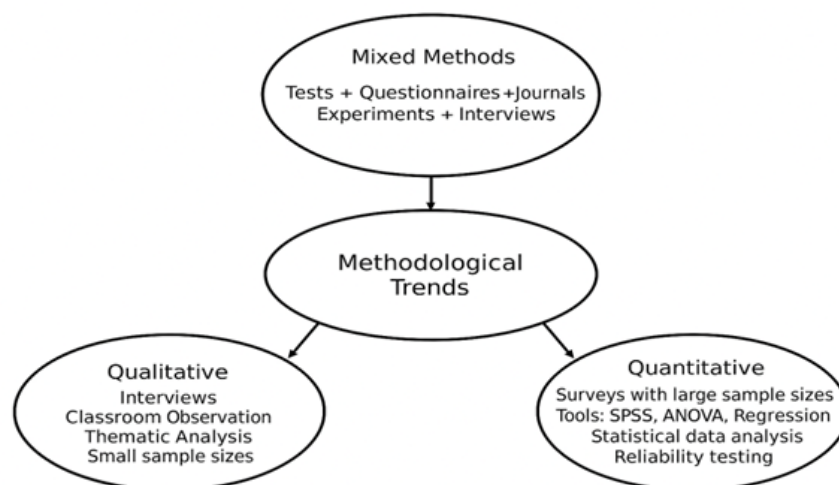 Mixed Methods
Tests + Questionnaires +Journals
Experiments + Interviews
Methodological
Trends
Qualitative
Interviews
Classroom Observation
Thematic Analysis
Small sample sizes
Quantitative
Surveys with large sample sizes
Tools: SPSS, ANOVA, Regression
Statistical data analysis
Reliability testing